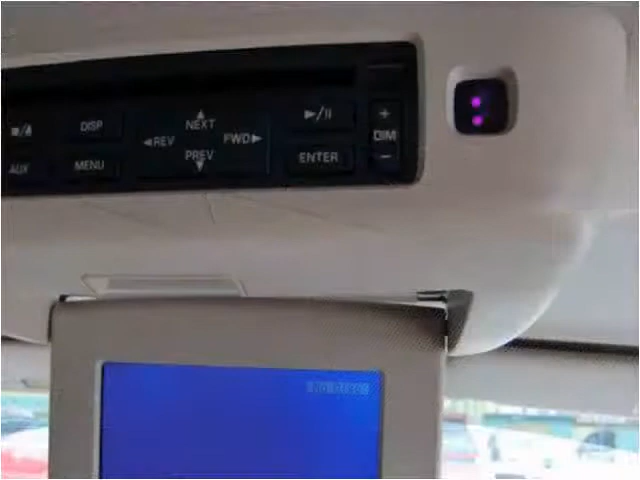 ■/▲ DISP ▲ NEXT ►/II +
◄REV FWD► DIM
AUX MENU PREV ▼ ENTER −